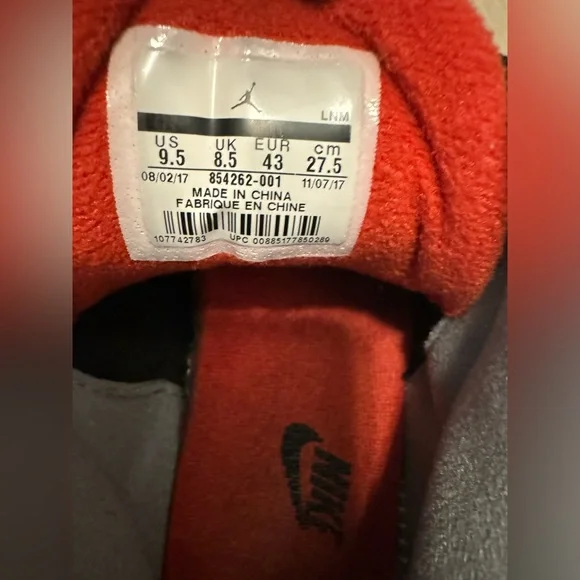 LNM
US UK EUR cm
9.5 8.5 43 27.5
08/02/17 854262-001 11/07/17
MADE IN CHINA
FABRIQUE EN CHINE
107742783 UPC 00885177850289
NIKE